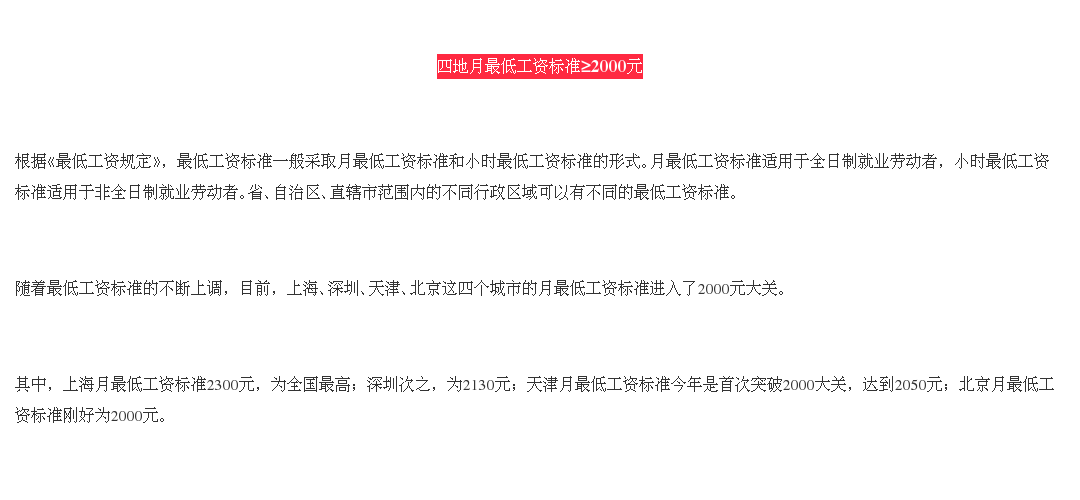 四地月最低工资标准≥2000元
根据《最低工资规定》，最低工资标准一般采取月最低工资标准和小时最低工资标准的形式。月最低工资标准适用于全日制就业劳动者，小时最低工资
标准适用于非全日制就业劳动者。省、自治区、直辖市范围内的不同行政区域可以有不同的最低工资标准。
随着最低工资标准的不断上调，目前，上海、深圳、天津、北京这四个城市的月最低工资标准进入了2000元大关。
其中，上海月最低工资标准2300元，为全国最高；深圳次之，为2130元；天津月最低工资标准今年是首次突破2000大关，达到2050元；北京月最低工
资标准刚好为2000元。